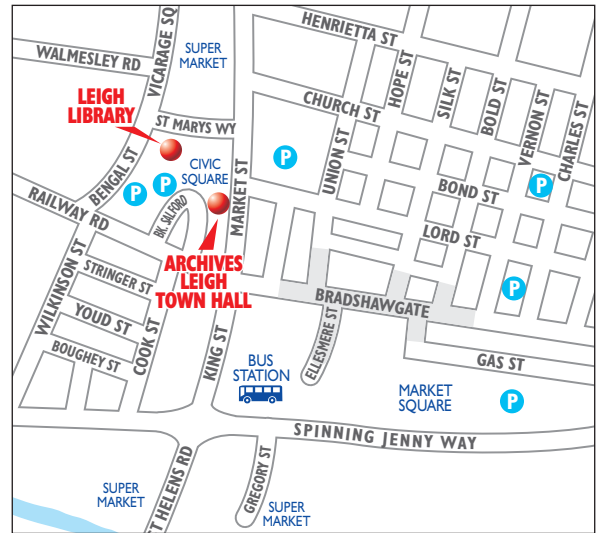 HENRIETTA ST
WALMESLEY RD
VICARAGE SQ
SUPER
MARKET
HOPE ST
SILK ST
BOLD ST
VERNON ST
CHARLES ST
LEIGH
LIBRARY
CHURCH ST
ST MARYS WY
UNION ST
P
CIVIC
SQUARE
BENGAL ST
P
P
MARKET ST
BOND ST
P
RAILWAY RD
BK. SALFORD
LORD ST
ARCHIVES
LEIGH
TOWN HALL
WILKINSON ST
STRINGER ST
P
BRADSHAWGATE
YOUD ST
COOK ST
KING ST
ELLESMERE ST
BOUGHEY ST
BUS
STATION
GAS ST
MARKET
SQUARE
P
SPINNING JENNY WAY
GREGORY ST
ST HELENS RD
SUPER
MARKET
SUPER
MARKET